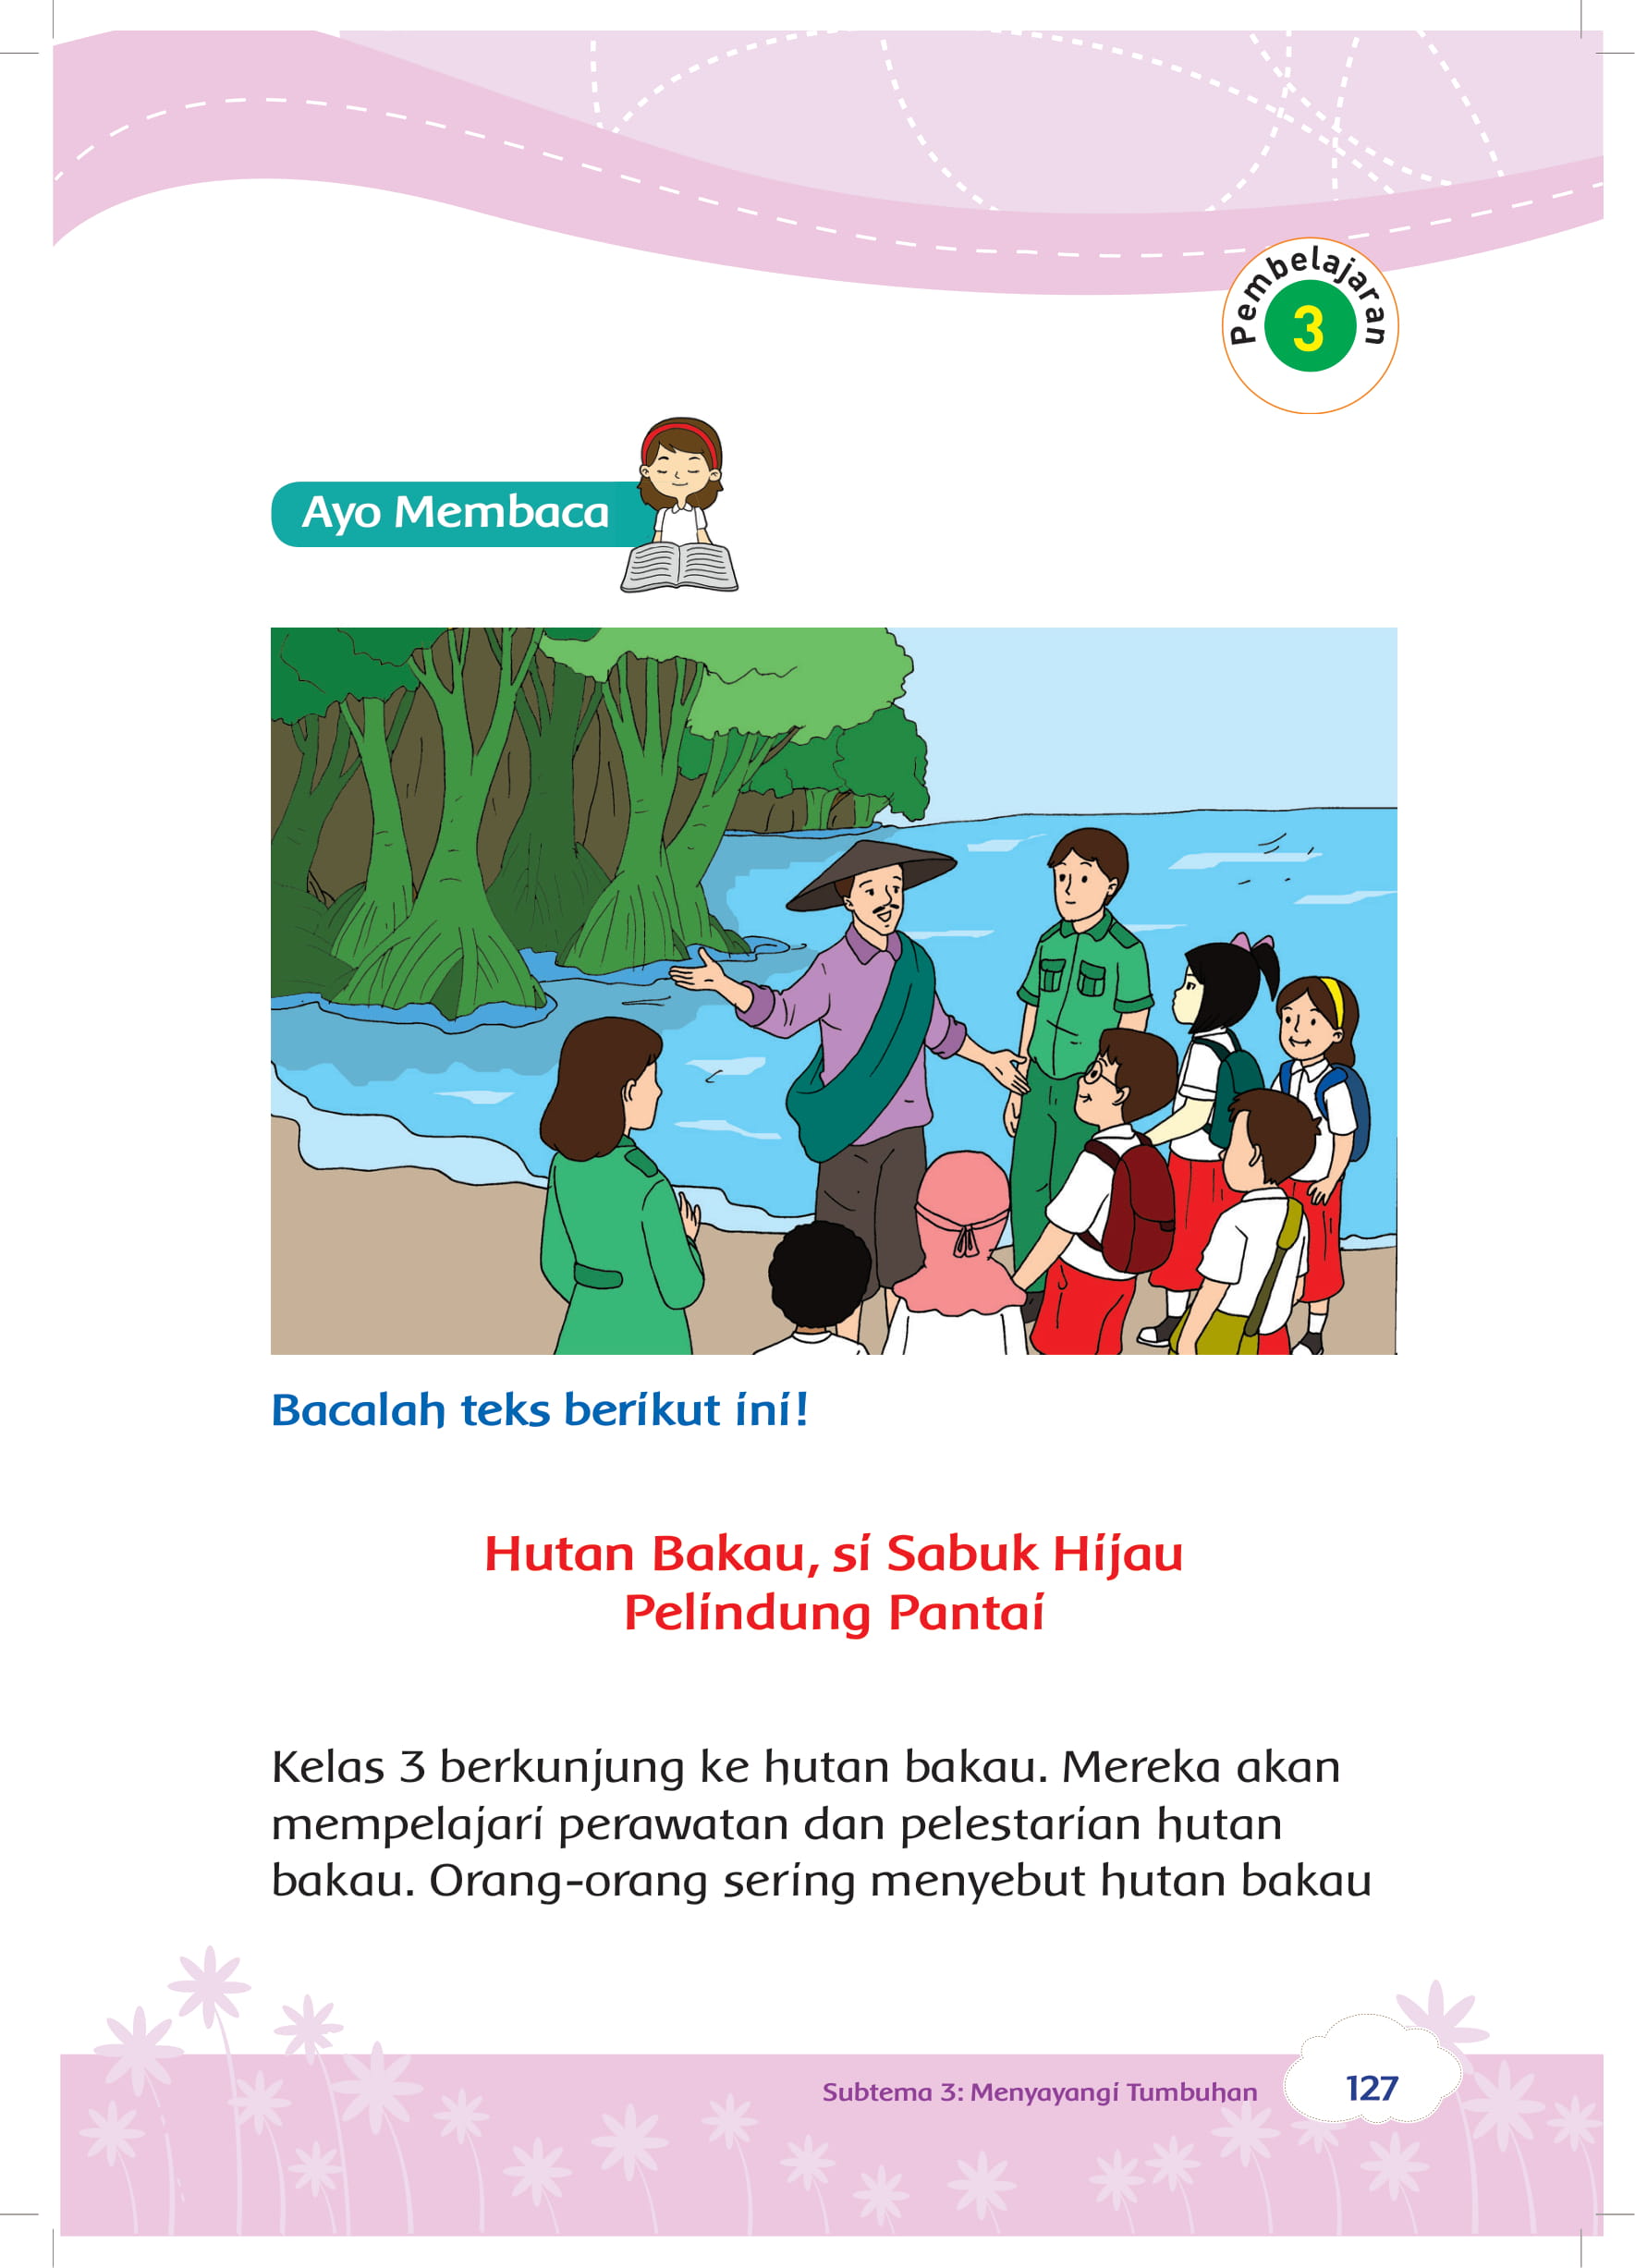 Pembelajaran
3
Ayo Membaca
Bacalah teks berikut ini!
Hutan Bakau, si Sabuk Hijau
Pelindung Pantai
Kelas 3 berkunjung ke hutan bakau. Mereka akan
mempelajari perawatan dan pelestarian hutan
bakau. Orang-orang sering menyebut hutan bakau
Subtema 3: Menyayangi Tumbuhan
127